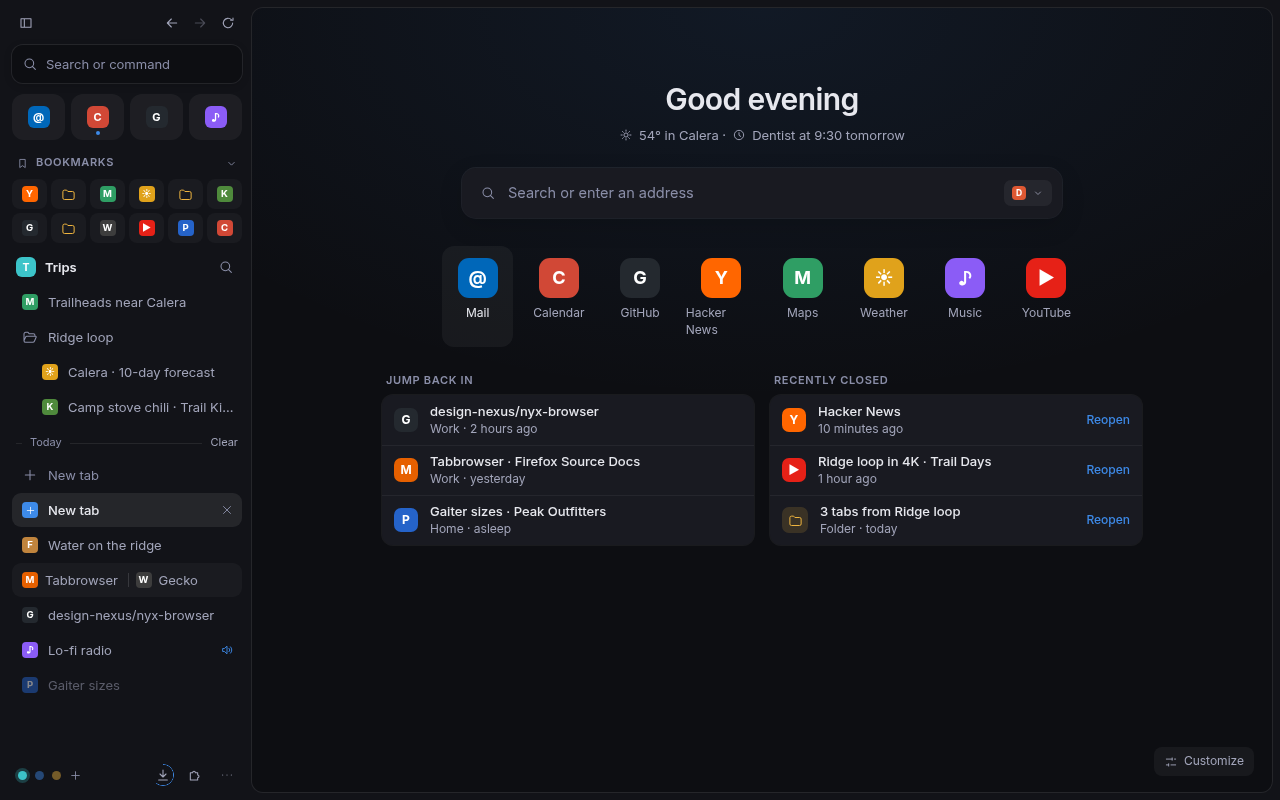 Search or command
@
C
G
BOOKMARKS
Y
M
K
G
W
P
C
T
Trips
M
Trailheads near Calera
Ridge loop
Calera · 10-day forecast
K
Camp stove chili · Trail Ki...
Today
Clear
New tab
New tab
F
Water on the ridge
M
Tabbrowser
W
Gecko
G
design-nexus/nyx-browser
Lo-fi radio
P
Gaiter sizes
Good evening
54° in Calera ·
Dentist at 9:30 tomorrow
Search or enter an address
D
@
C
G
Y
M
Mail
Calendar
GitHub
Hacker
News
Maps
Weather
Music
YouTube
JUMP BACK IN
G
design-nexus/nyx-browser
Work · 2 hours ago
M
Tabbrowser · Firefox Source Docs
Work · yesterday
P
Gaiter sizes · Peak Outfitters
Home · asleep
RECENTLY CLOSED
Y
Hacker News
10 minutes ago
Reopen
Ridge loop in 4K · Trail Days
1 hour ago
Reopen
3 tabs from Ridge loop
Folder · today
Reopen
Customize